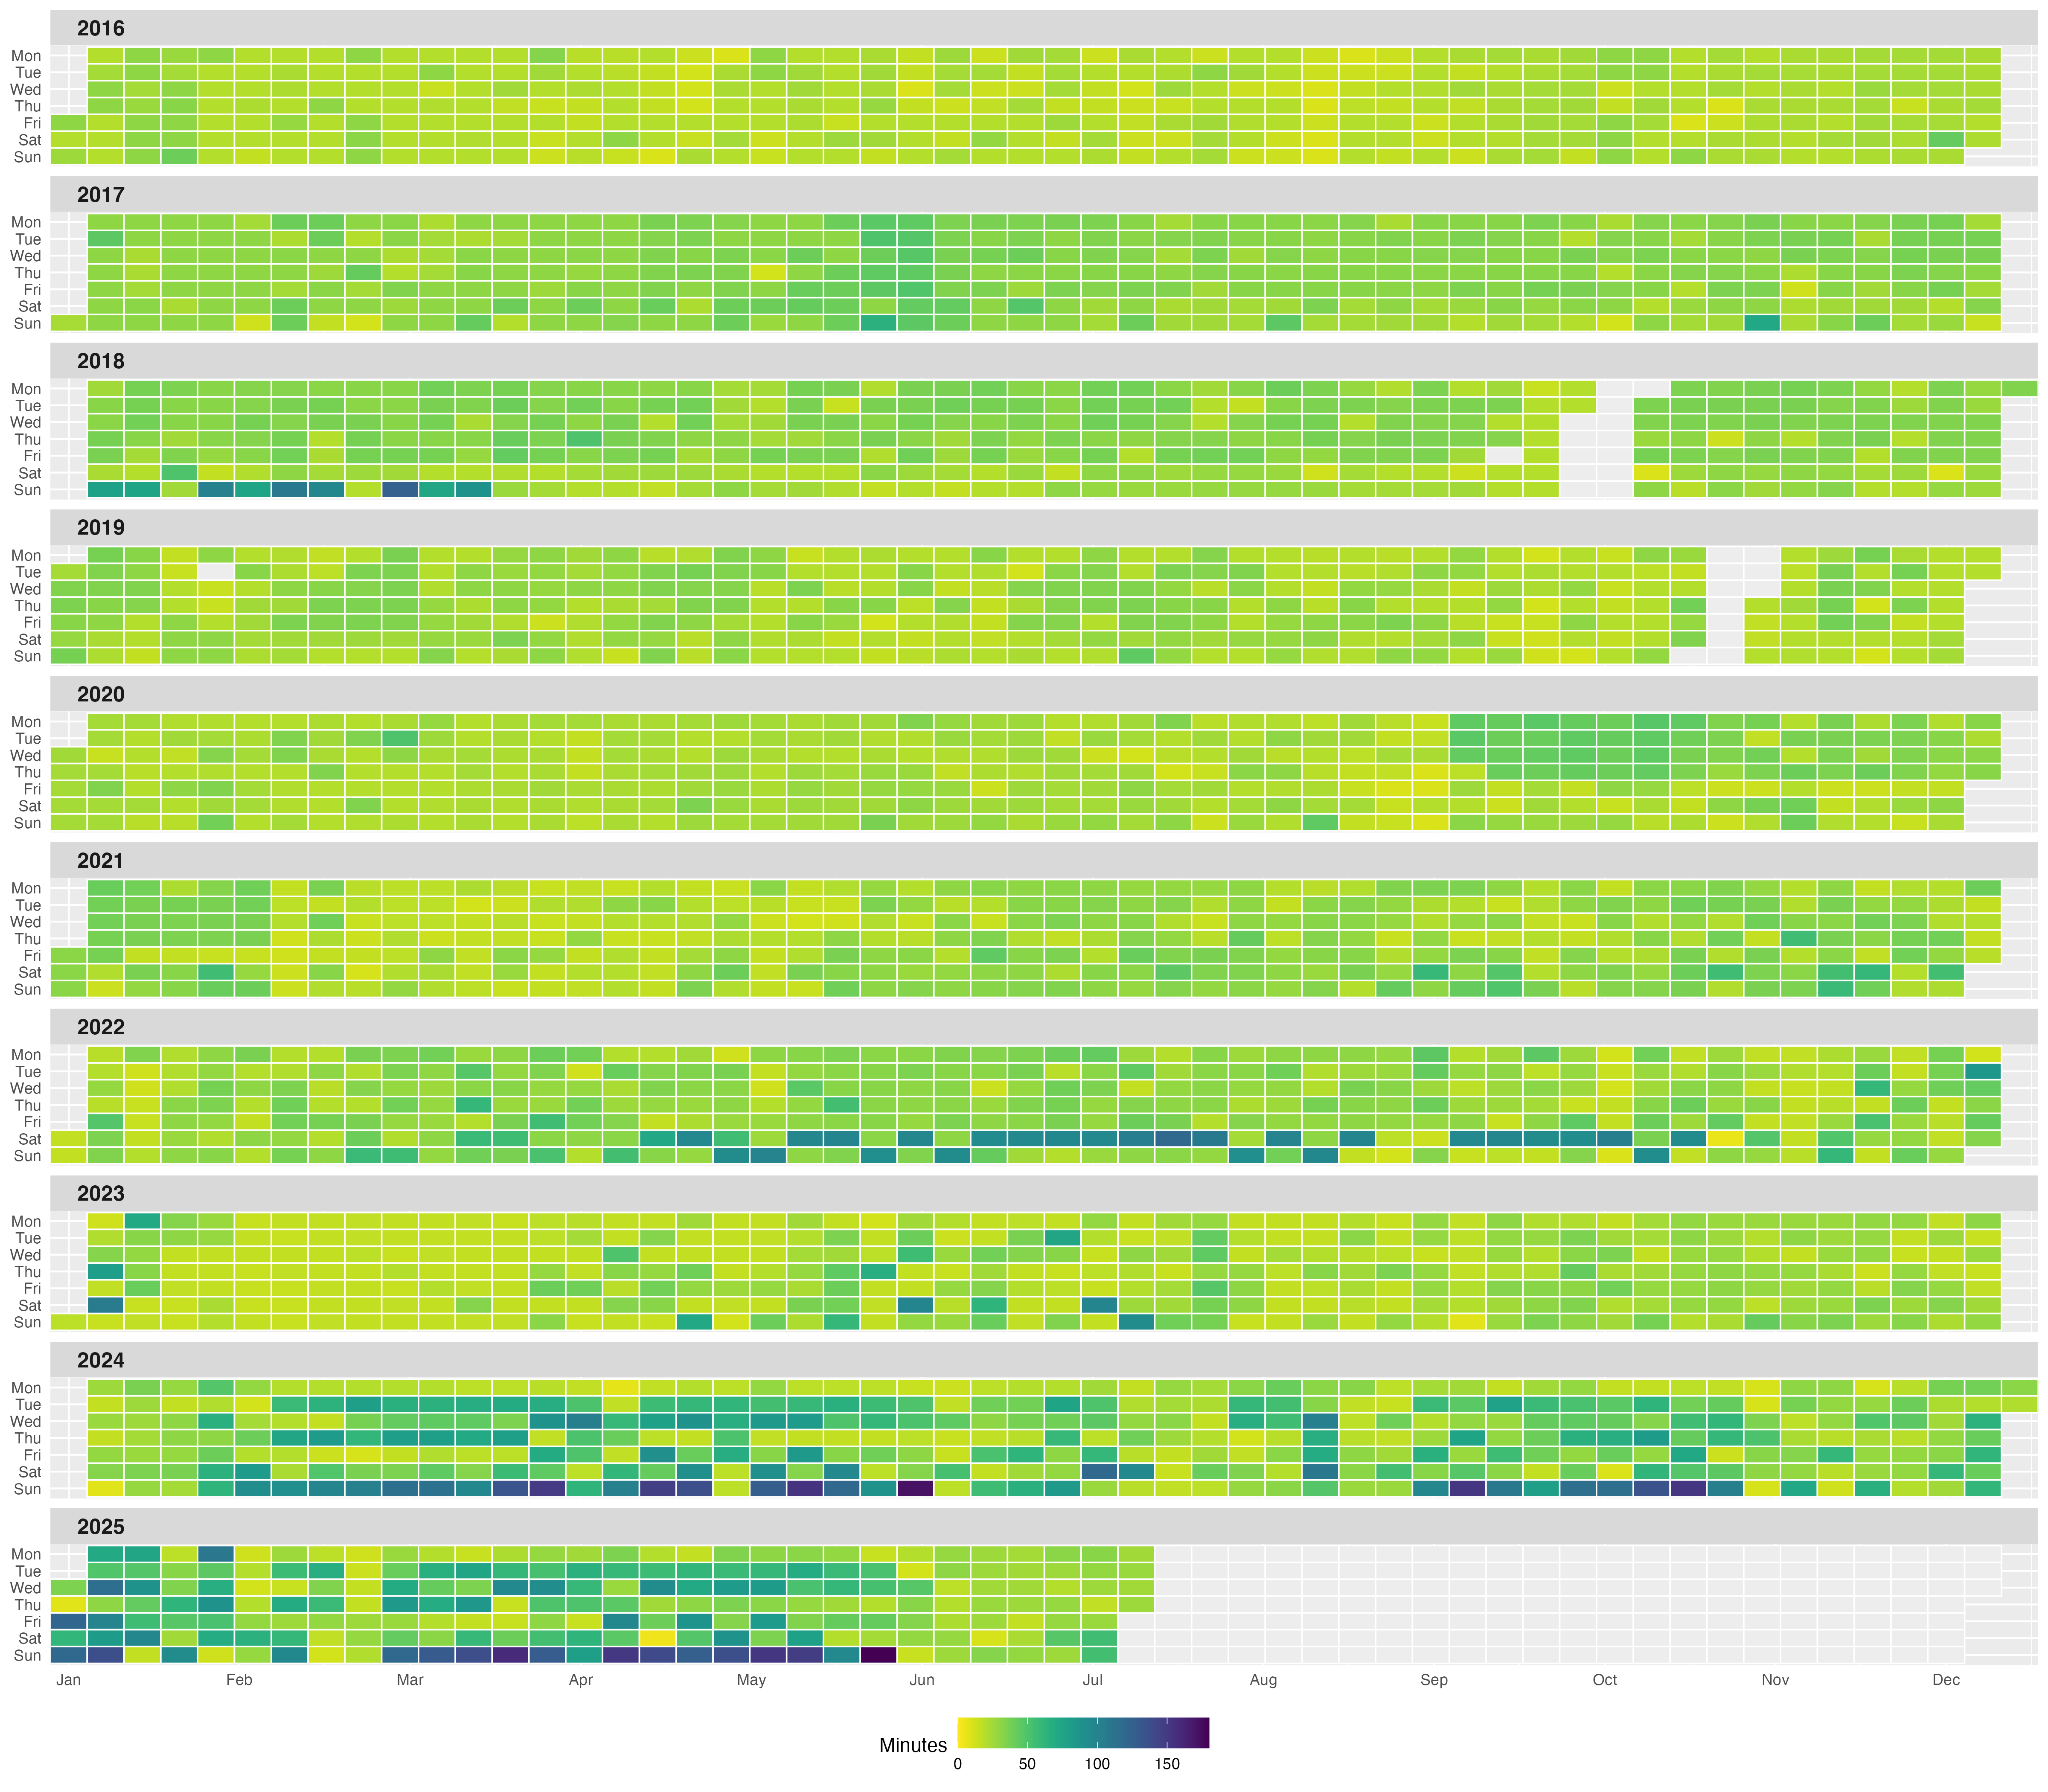 2016
Mon
Tue
Wed
Thu
Fri
Sat
Sun
2017
Mon
Tue
Wed
Thu
Fri
Sat
Sun
2018
Mon
Tue
Wed
Thu
Fri
Sat
Sun
2019
Mon
Tue
Wed
Thu
Fri
Sat
Sun
2020
Mon
Tue
Wed
Thu
Fri
Sat
Sun
2021
Mon
Tue
Wed
Thu
Fri
Sat
Sun
2022
Mon
Tue
Wed
Thu
Fri
Sat
Sun
2023
Mon
Tue
Wed
Thu
Fri
Sat
Sun
2024
Mon
Tue
Wed
Thu
Fri
Sat
Sun
2025
Mon
Tue
Wed
Thu
Fri
Sat
Sun
Jan Feb Mar Apr May Jun Jul Aug Sep Oct Nov Dec
Minutes
0 50 100 150